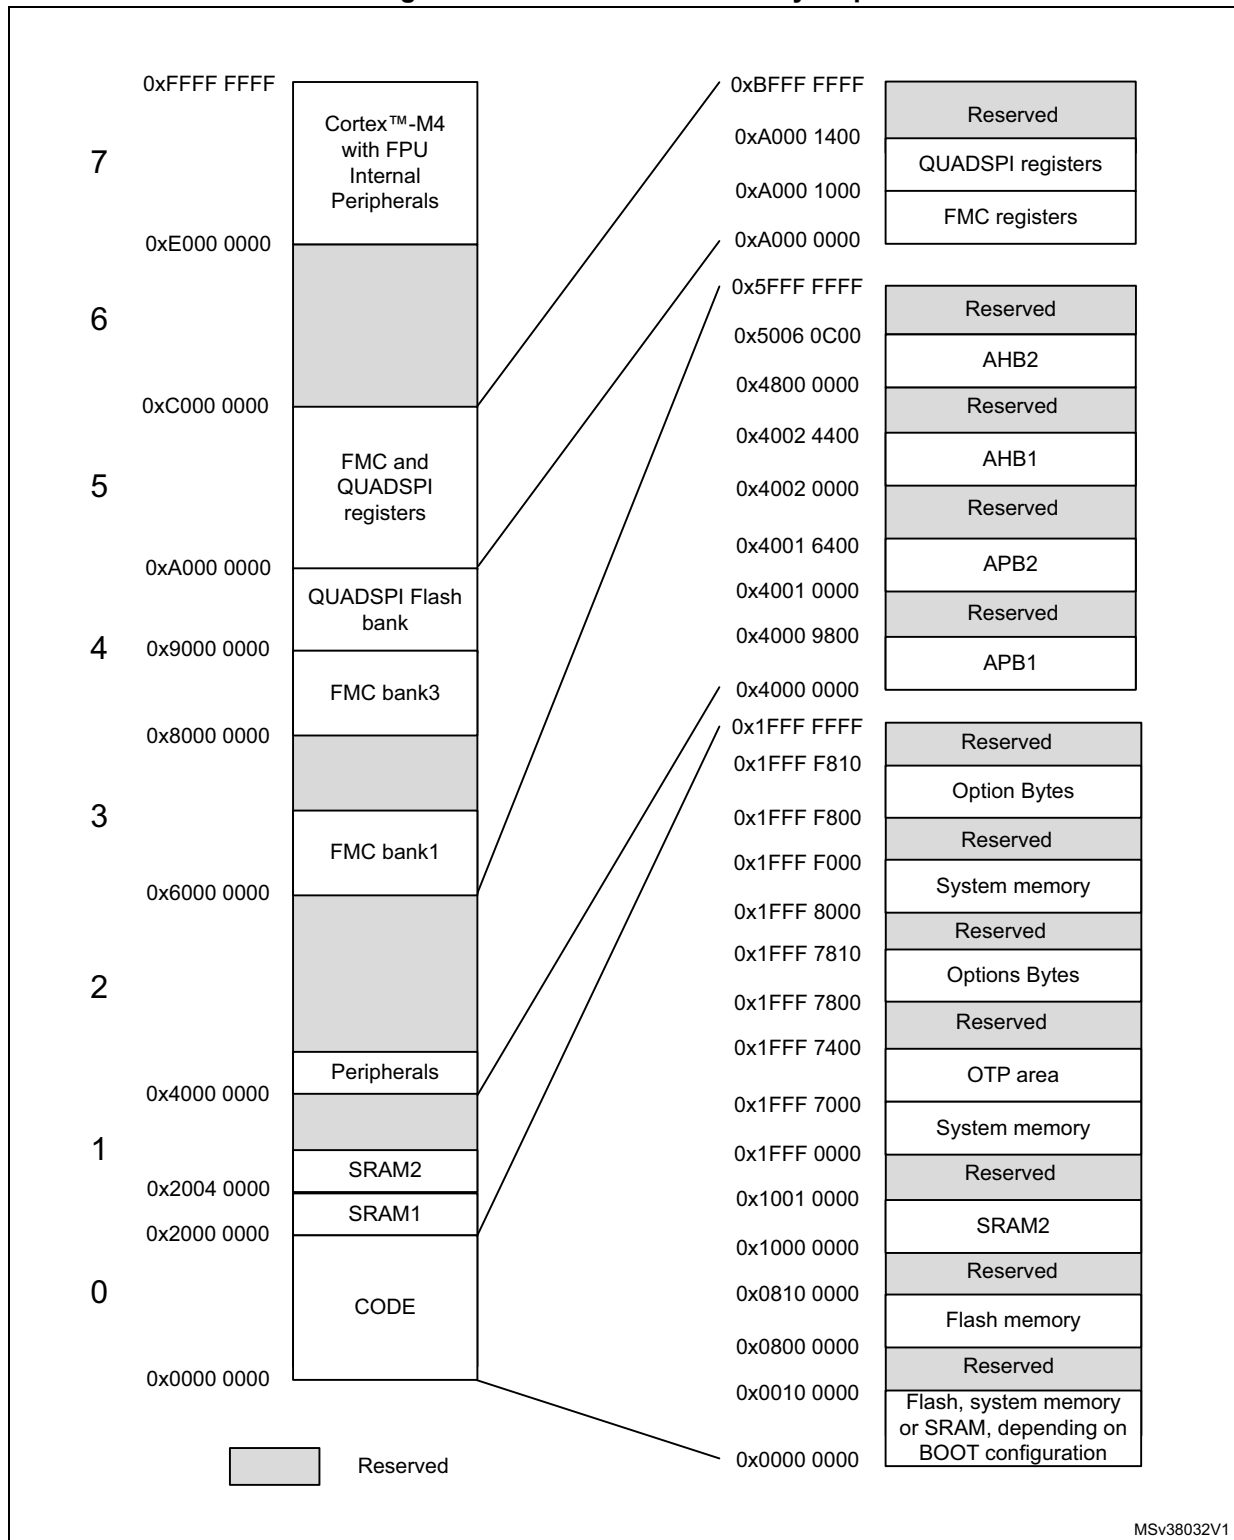 0xFFFF FFFF
Cortex™-M4
with FPU
Internal
Peripherals
7
0xE000 0000
6
0xC000 0000
FMC and
QUADSPI
registers
5
0xA000 0000
QUADSPI Flash
bank
4
0x9000 0000
FMC bank3
0x8000 0000
3
FMC bank1
0x6000 0000
2
Peripherals
0x4000 0000
1
SRAM2
0x2004 0000
SRAM1
0x2000 0000
0
CODE
0x0000 0000
Reserved
0xBFFF FFFF
Reserved
0xA000 1400
QUADSPI registers
0xA000 1000
FMC registers
0xA000 0000
0x5FFF FFFF
Reserved
0x5006 0C00
AHB2
0x4800 0000
Reserved
0x4002 4400
AHB1
0x4002 0000
Reserved
0x4001 6400
APB2
0x4001 0000
Reserved
0x4000 9800
APB1
0x4000 0000
0x1FFF FFFF
Reserved
0x1FFF F810
Option Bytes
0x1FFF F800
Reserved
0x1FFF F000
System memory
0x1FFF 8000
Reserved
0x1FFF 7810
Options Bytes
0x1FFF 7800
Reserved
0x1FFF 7400
OTP area
0x1FFF 7000
System memory
0x1FFF 0000
Reserved
0x1001 0000
SRAM2
0x1000 0000
Reserved
0x0810 0000
Flash memory
0x0800 0000
Reserved
0x0010 0000
Flash, system memory
or SRAM, depending on
BOOT configuration
0x0000 0000
MSv38032V1